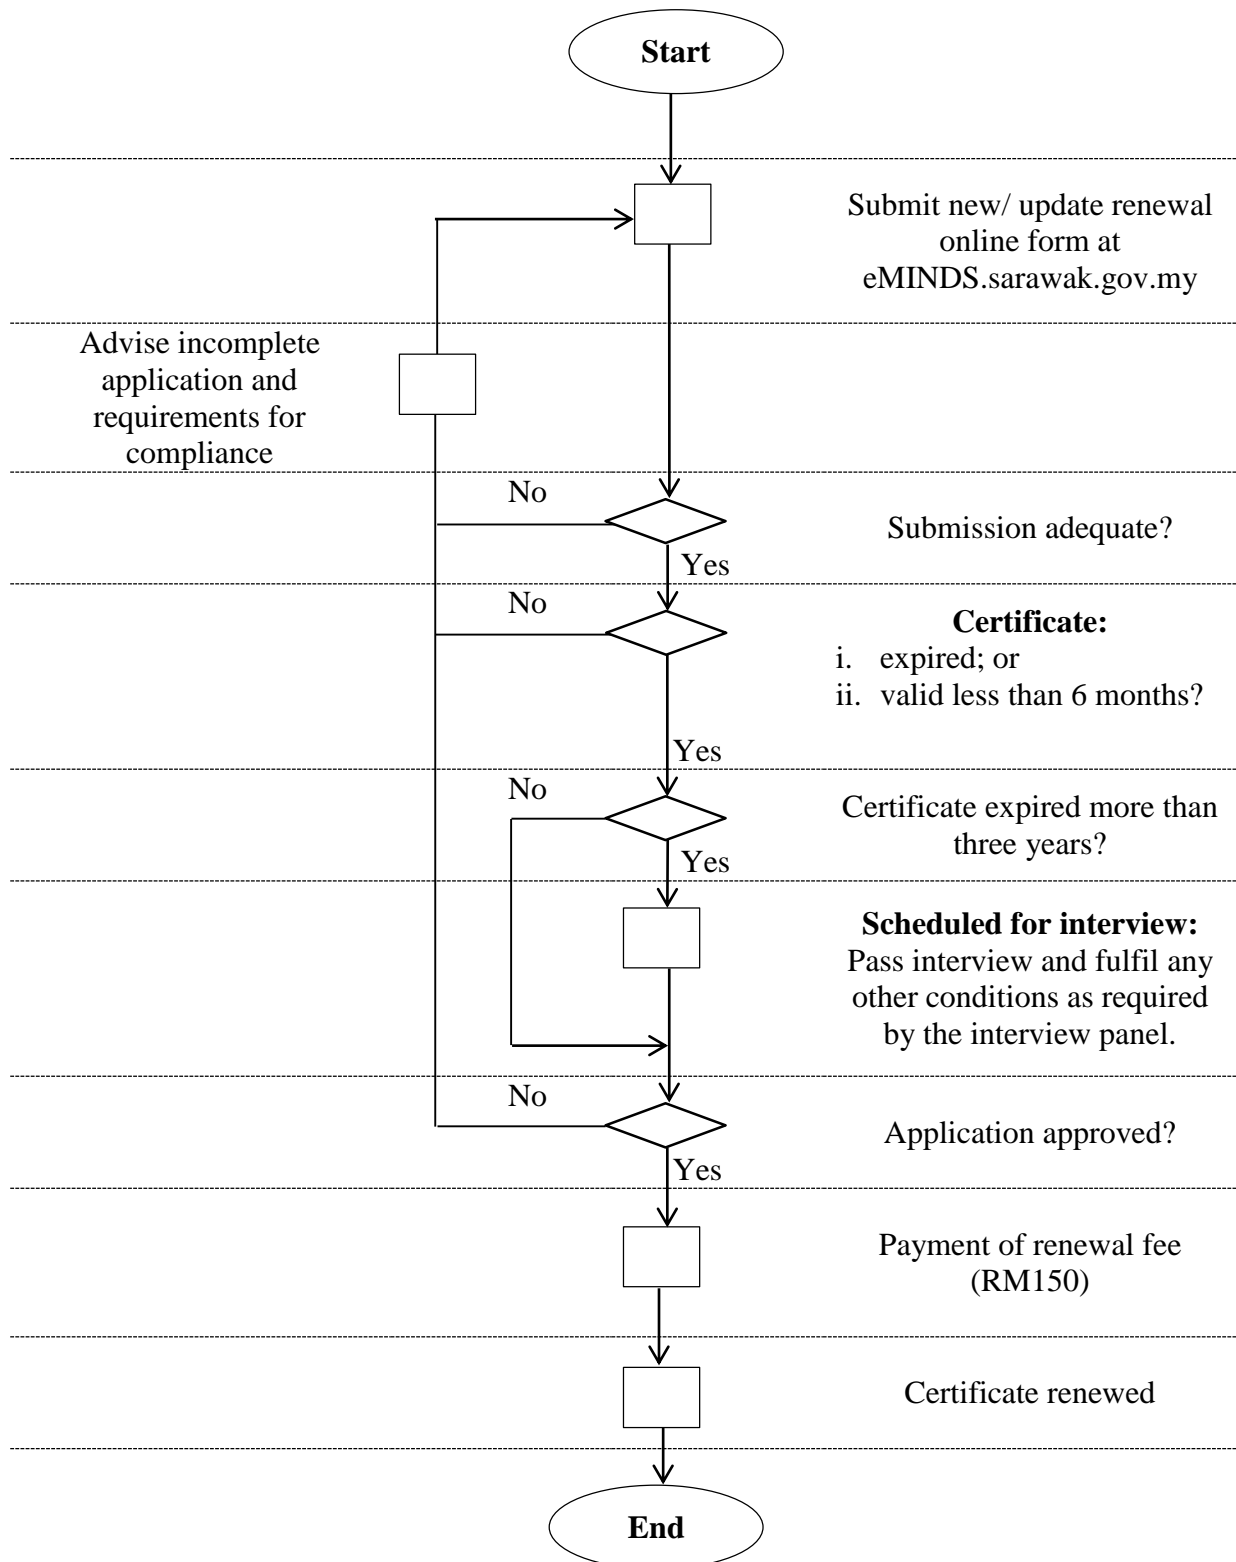 Start
Submit new/ update renewal
online form at
eMINDS.sarawak.gov.my
Advise incomplete
application and
requirements for
compliance
No
Submission adequate?
Yes
No
Certificate:
i. expired; or
ii. valid less than 6 months?
Yes
No
Certificate expired more than
three years?
Yes
Scheduled for interview:
Pass interview and fulfil any
other conditions as required
by the interview panel.
No
Application approved?
Yes
Payment of renewal fee
(RM150)
Certificate renewed
End